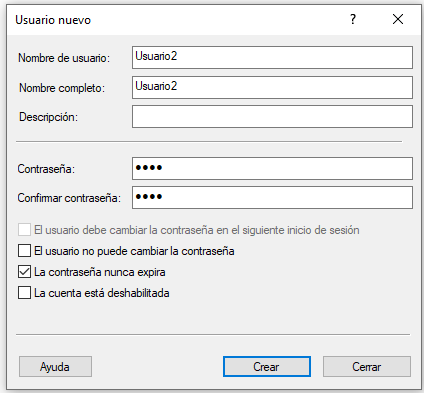 Usuario nuevo
?
Nombre de usuario: Usuario2
Nombre completo: Usuario2
Descripción:
Contraseña: ●●●●
Confirmar contraseña: ●●●●
El usuario debe cambiar la contraseña en el siguiente inicio de sesión
El usuario no puede cambiar la contraseña
La contraseña nunca expira
La cuenta está deshabilitada
Ayuda Crear Cerrar